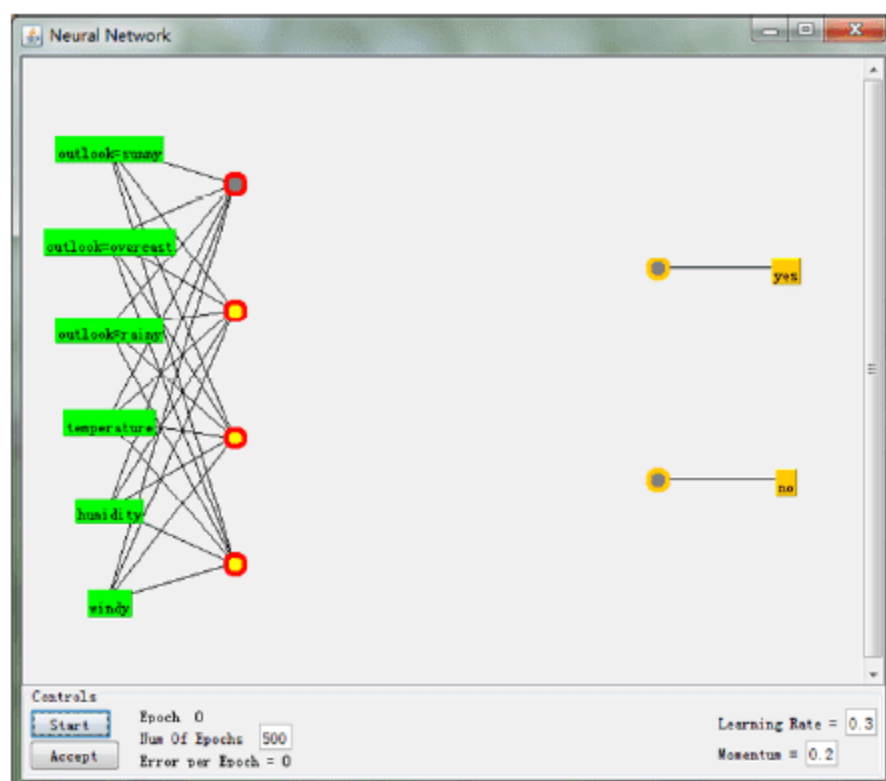 Neural Network
outlook=sunny
outlook=overcast
outlook=rainy
temperature
humidity
windy
yes
no
Controls
Start
Accept
Epoch 0
Num Of Epochs 500
Error per Epoch = 0
Learning Rate = 0.3
Momentum = 0.2